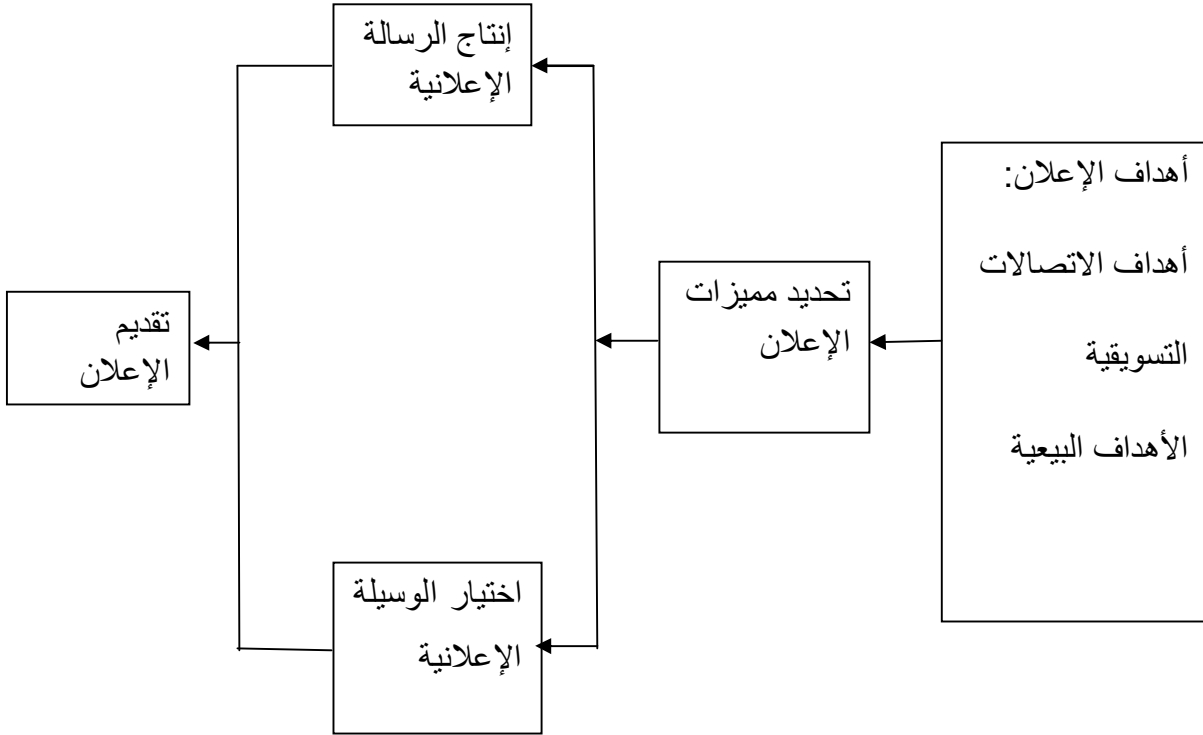 أهداف الإعلان:
أهداف الاتصالات
التسويقية
الأهداف البيعية
تحديد مميزات
الإعلان
إنتاج الرسالة
الإعلانية
اختيار الوسيلة
الإعلانية
تقديم
الإعلان